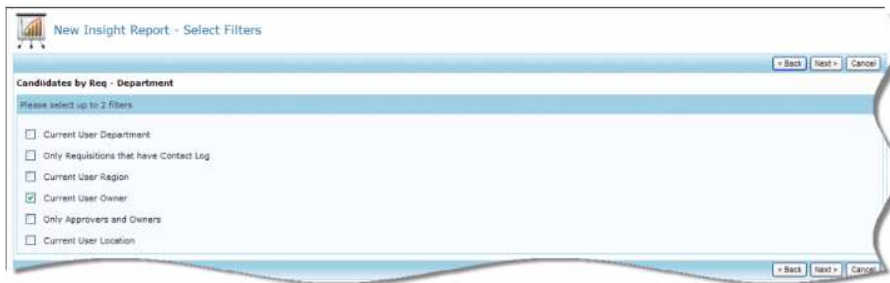 New Insight Report - Select Filters
< Back Next > Cancel
Candidates by Req - Department
Please select up to 2 filters
Current User Department
Only Requisitions that have Contact Log
Current User Region
Current User Owner
Only Approvers and Owners
Current User Location
< Back Next > Cancel